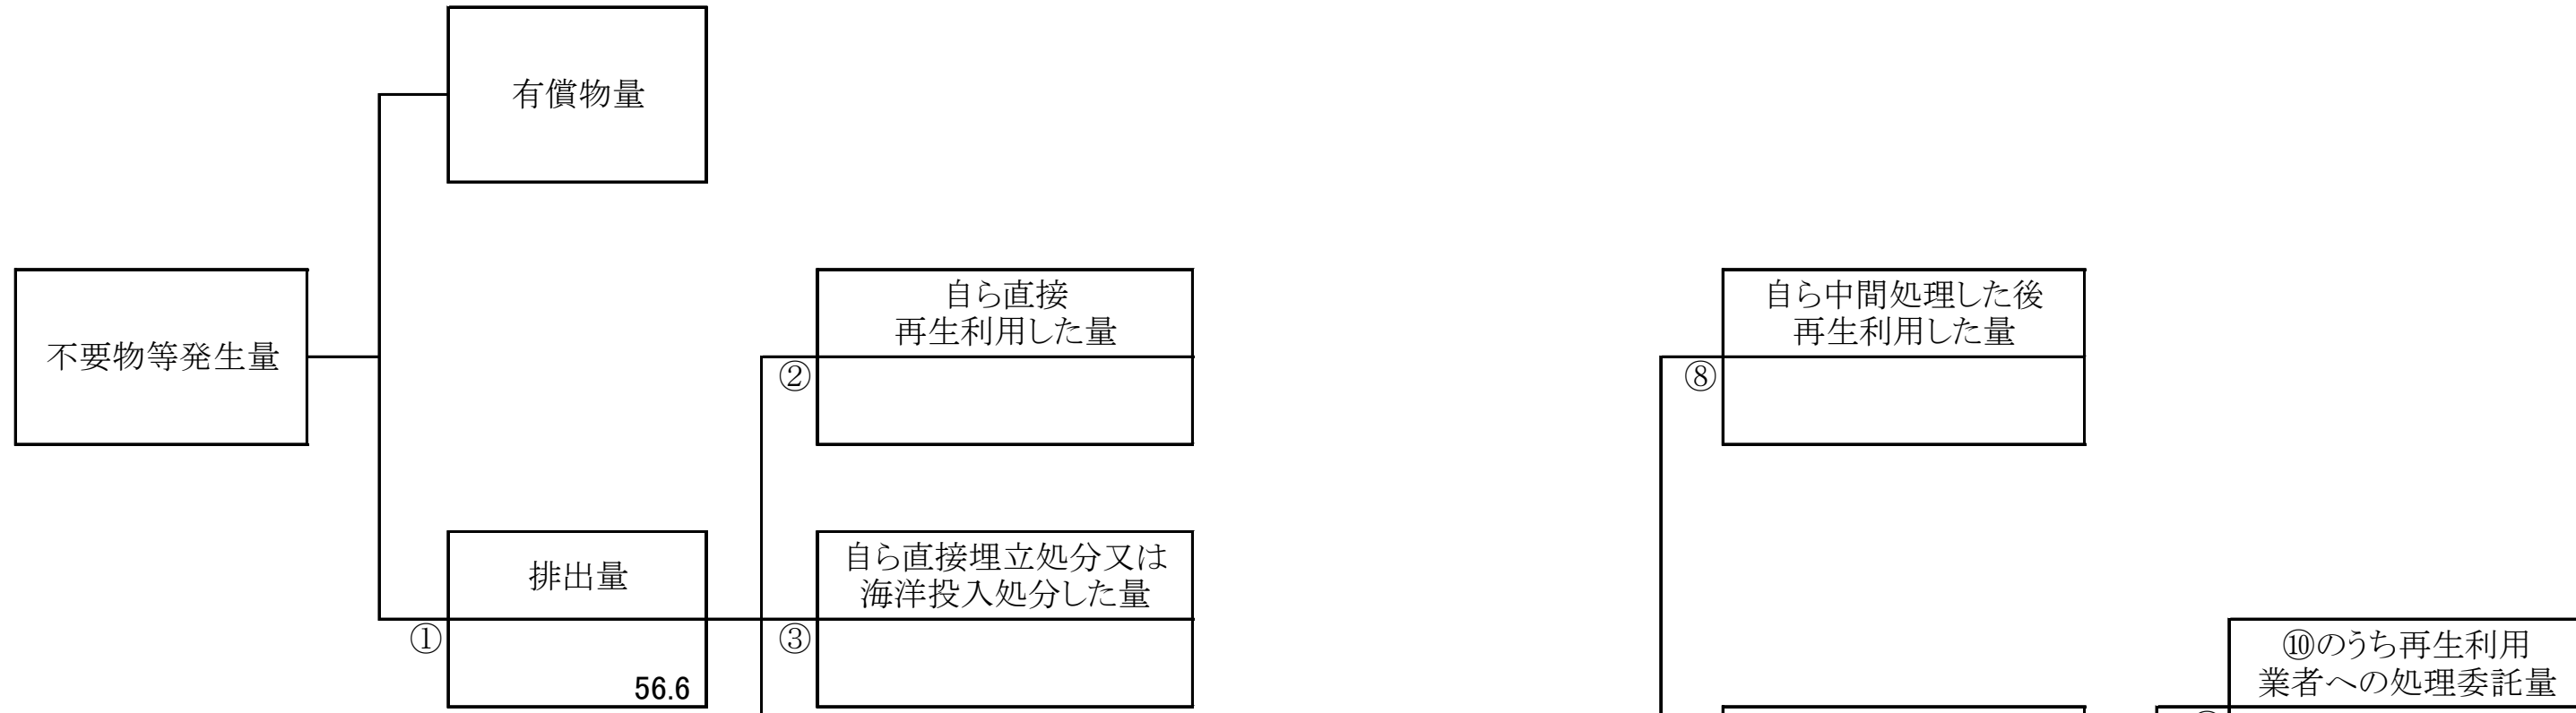 有償物量
不要物等発生量
自ら直接
再生利用した量
②
自ら中間処理した後
再生利用した量
⑧
排出量
①
56.6
自ら直接埋立処分又は
海洋投入処分した量
③
⑩のうち再生利用
業者への処理委託量